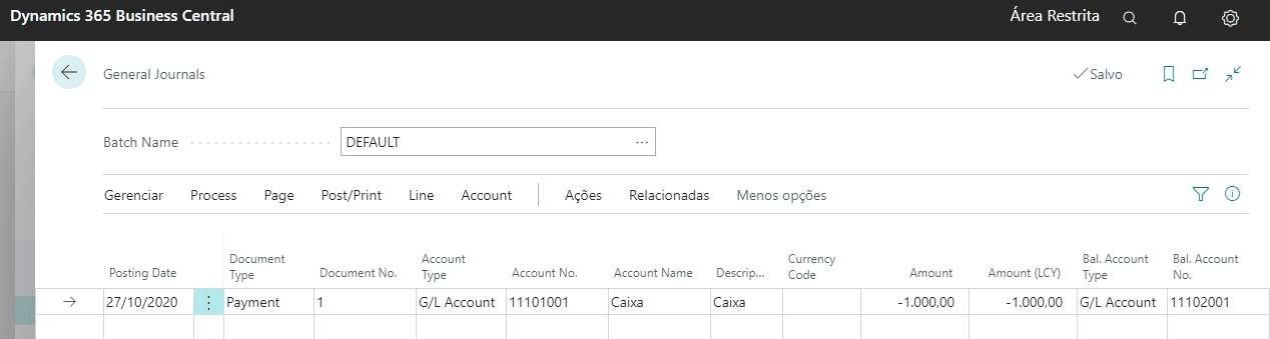 Dynamics 365 Business Central Área Restrita
General Journals Salvo
Batch Name DEFAULT ...
Gerenciar Process Page Post/Print Line Account Ações Relacionadas Menos opções
Posting Date Document Type Document No. Account Type Account No. Account Name Descrip... Currency Code Amount Amount (LCY) Bal. Account Type Bal. Account No.
27/10/2020 Payment 1 G/L Account 11101001 Caixa Caixa -1.000,00 -1.000,00 G/L Account 11102001